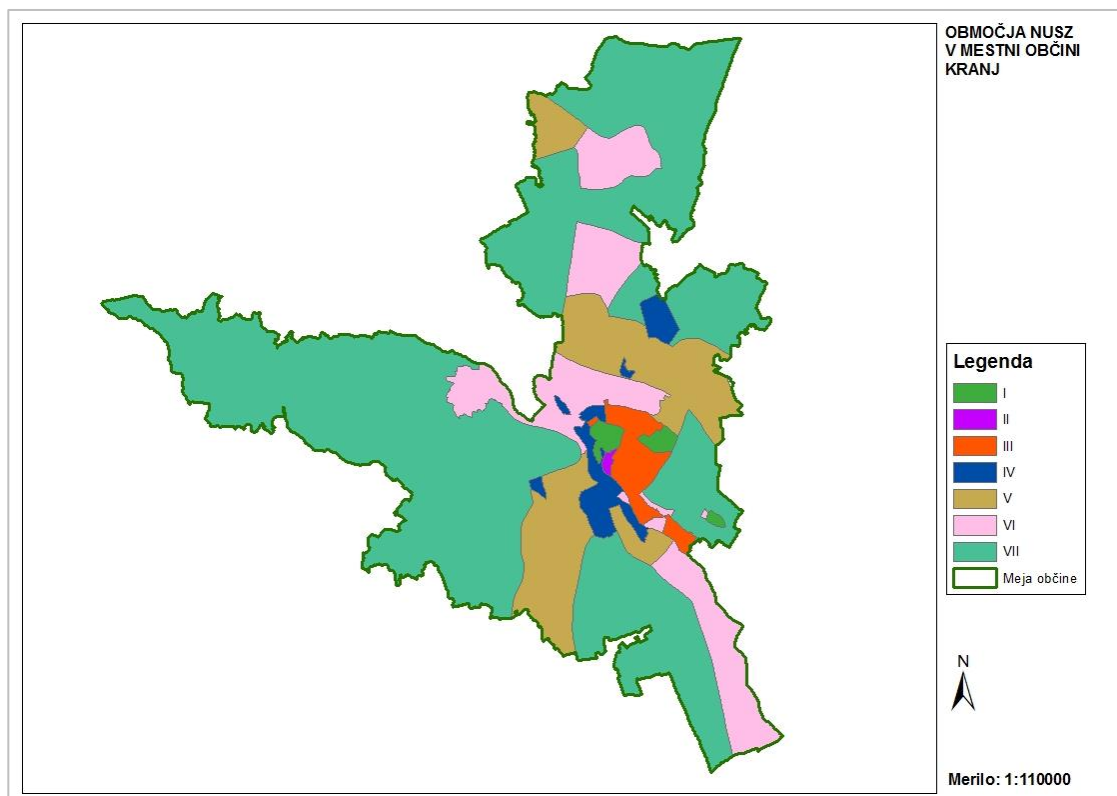 OBMOČJA NUSZ
V MESTNI OBČINI
KRANJ
Legenda
I
II
III
IV
V
VI
VII
Meja občine
N
Merilo: 1:110000